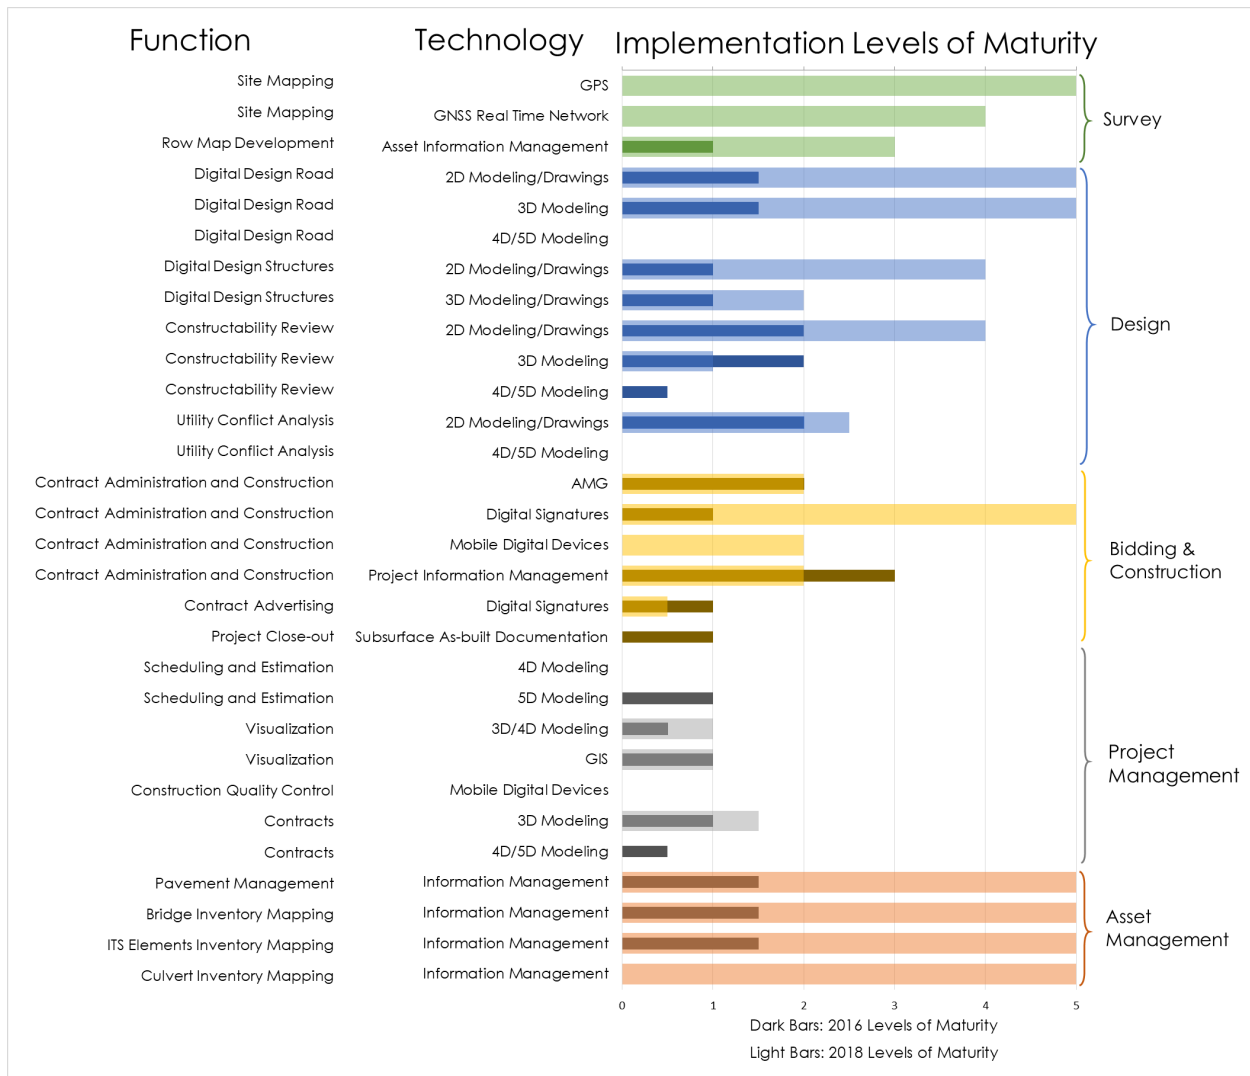 Function Technology Implementation Levels of Maturity
Site Mapping GPS
Site Mapping GNSS Real Time Network
Row Map Development Asset Information Management
Survey
Digital Design Road 2D Modeling/Drawings
Digital Design Road 3D Modeling
Digital Design Road 4D/5D Modeling
Digital Design Structures 2D Modeling/Drawings
Digital Design Structures 3D Modeling/Drawings
Constructability Review 2D Modeling/Drawings
Constructability Review 3D Modeling
Constructability Review 4D/5D Modeling
Utility Conflict Analysis 2D Modeling/Drawings
Utility Conflict Analysis 4D/5D Modeling
Design
Contract Administration and Construction AMG
Contract Administration and Construction Digital Signatures
Contract Administration and Construction Mobile Digital Devices
Contract Administration and Construction Project Information Management
Contract Advertising Digital Signatures
Project Close-out Subsurface As-built Documentation
Bidding &
Construction
Scheduling and Estimation 4D Modeling
Scheduling and Estimation 5D Modeling
Visualization 3D/4D Modeling
Visualization GIS
Construction Quality Control Mobile Digital Devices
Contracts 3D Modeling
Contracts 4D/5D Modeling
Project
Management
Pavement Management Information Management
Bridge Inventory Mapping Information Management
ITS Elements Inventory Mapping Information Management
Culvert Inventory Mapping Information Management
Asset
Management
0 1 2 3 4 5
Dark Bars: 2016 Levels of Maturity
Light Bars: 2018 Levels of Maturity